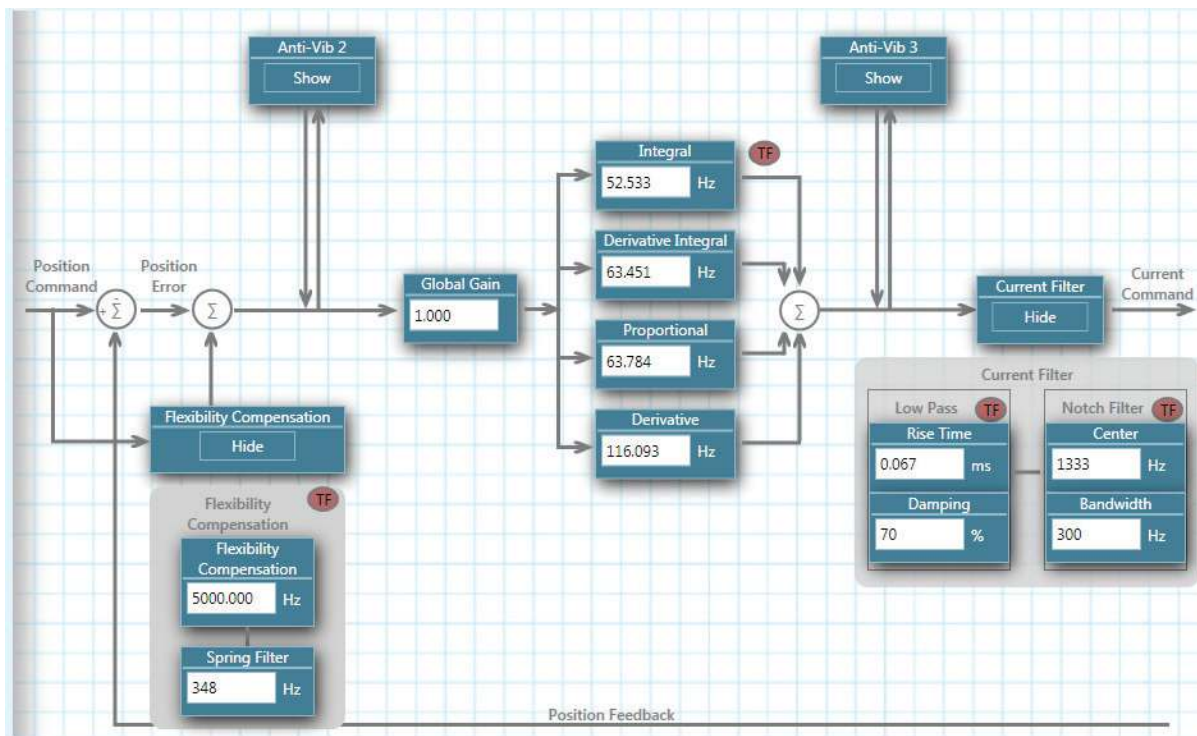 Anti-Vib 2
Show
Anti-Vib 3
Show
Integral
TF
52.533 Hz
Derivative Integral
63.451 Hz
Position
Command
Position
Error
+ - Σ
Σ
Global Gain
1.000
Proportional
63.784 Hz
Derivative
116.093 Hz
Σ
Current Filter
Hide
Current
Command
Flexibility Compensation
Hide
Flexibility
Compensation
TF
Flexibility
Compensation
5000.000 Hz
Spring Filter
348 Hz
Current Filter
Low Pass TF
Rise Time
0.067 ms
Damping
70 %
Notch Filter TF
Center
1333 Hz
Bandwidth
300 Hz
Position Feedback